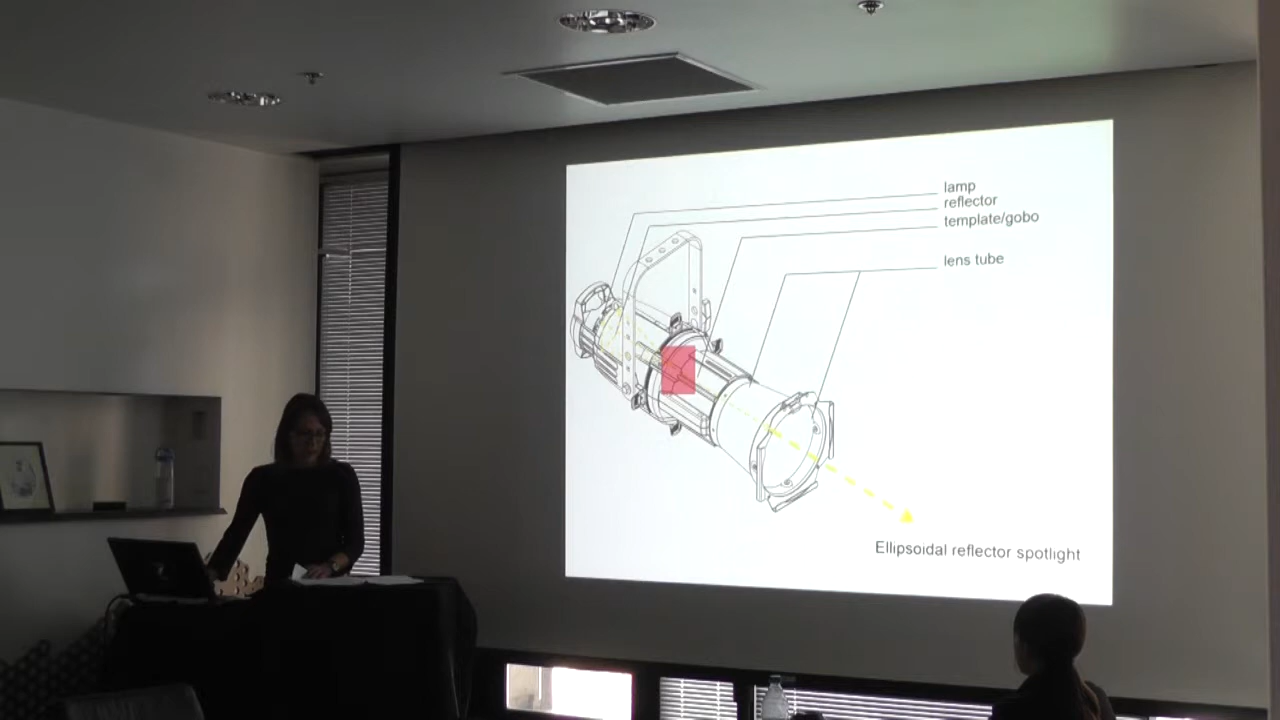 lamp
reflector
template/gobo
lens tube
Ellipsoidal reflector spotlight